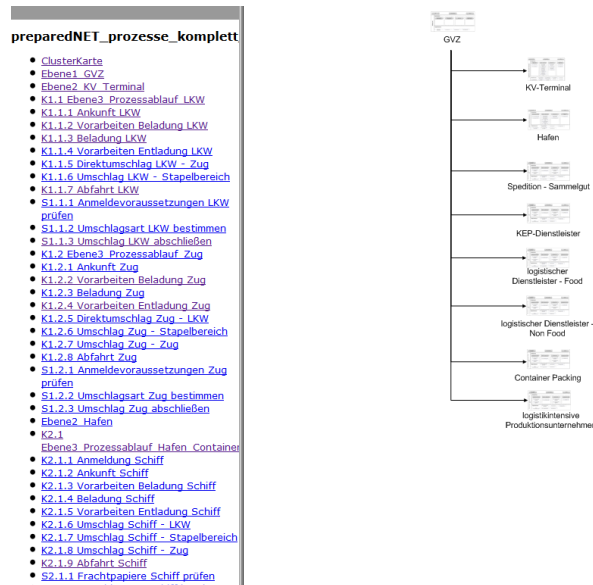 preparedNET_prozesse_komplett
ClusterKarte
Ebene1_GVZ
Ebene2_KV_Terminal
K1.1 Ebene3_Prozessablauf_LKW
K1.1.1 Ankunft LKW
K1.1.2 Vorarbeiten Beladung LKW
K1.1.3 Beladung LKW
K1.1.4 Vorarbeiten Entladung LKW
K1.1.5 Direktumschlag LKW - Zug
K1.1.6 Umschlag LKW - Stapelbereich
K1.1.7 Abfahrt LKW
S1.1.1 Anmeldevoraussetzungen LKW
prüfen
S1.1.2 Umschlagsart LKW bestimmen
S1.1.3 Umschlag LKW abschließen
K1.2 Ebene3_Prozessablauf_Zug
K1.2.1 Ankunft Zug
K1.2.2 Vorarbeiten Beladung Zug
K1.2.3 Beladung Zug
K1.2.4 Vorarbeiten Entladung Zug
K1.2.5 Direktumschlag Zug - LKW
K1.2.6 Umschlag Zug - Stapelbereich
K1.2.7 Umschlag Zug - Zug
K1.2.8 Abfahrt Zug
S1.2.1 Anmeldevoraussetzungen Zug
prüfen
S1.2.2 Umschlagsart Zug bestimmen
S1.2.3 Umschlag Zug abschließen
Ebene2_Hafen
K2.1
Ebene3_Prozessablauf_Hafen_Container
K2.1.1 Anmeldung Schiff
K2.1.2 Ankunft Schiff
K2.1.3 Vorarbeiten Beladung Schiff
K2.1.4 Beladung Schiff
K2.1.5 Vorarbeiten Entladung Schiff
K2.1.6 Umschlag Schiff - LKW
K2.1.7 Umschlag Schiff - Stapelbereich
K2.1.8 Umschlag Schiff - Zug
K2.1.9 Abfahrt Schiff
S2.1.1 Frachtpapiere Schiff prüfen
GVZ
KV-Terminal
Hafen
Spedition - Sammelgut
KEP-Dienstleister
logistischer
Dienstleister - Food
logistischer Dienstleister -
Non Food
Container Packing
logistikintensive
Produktionsunternehme